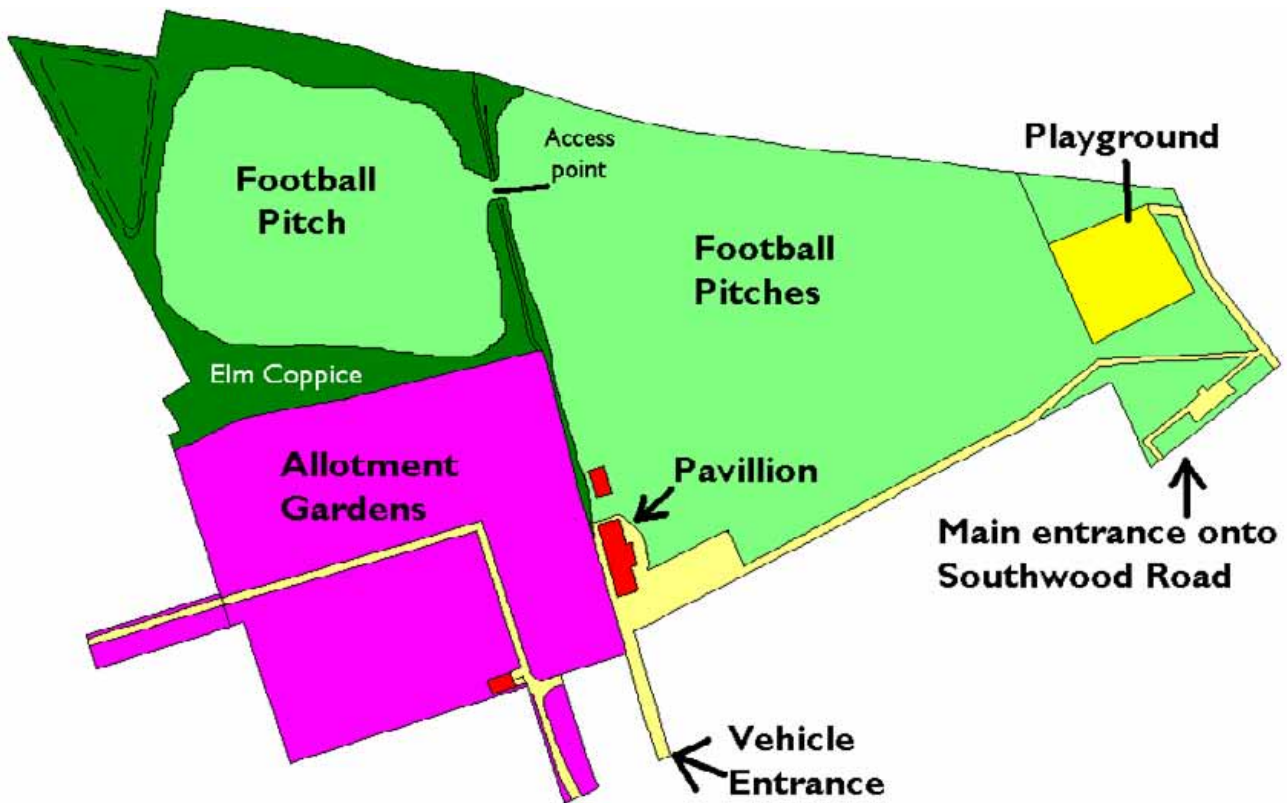 Playground
Access
point
Football
Pitch
Football
Pitches
Elm Coppice
Allotment
Gardens
Pavillion
Main entrance onto
Southwood Road
Vehicle
Entrance